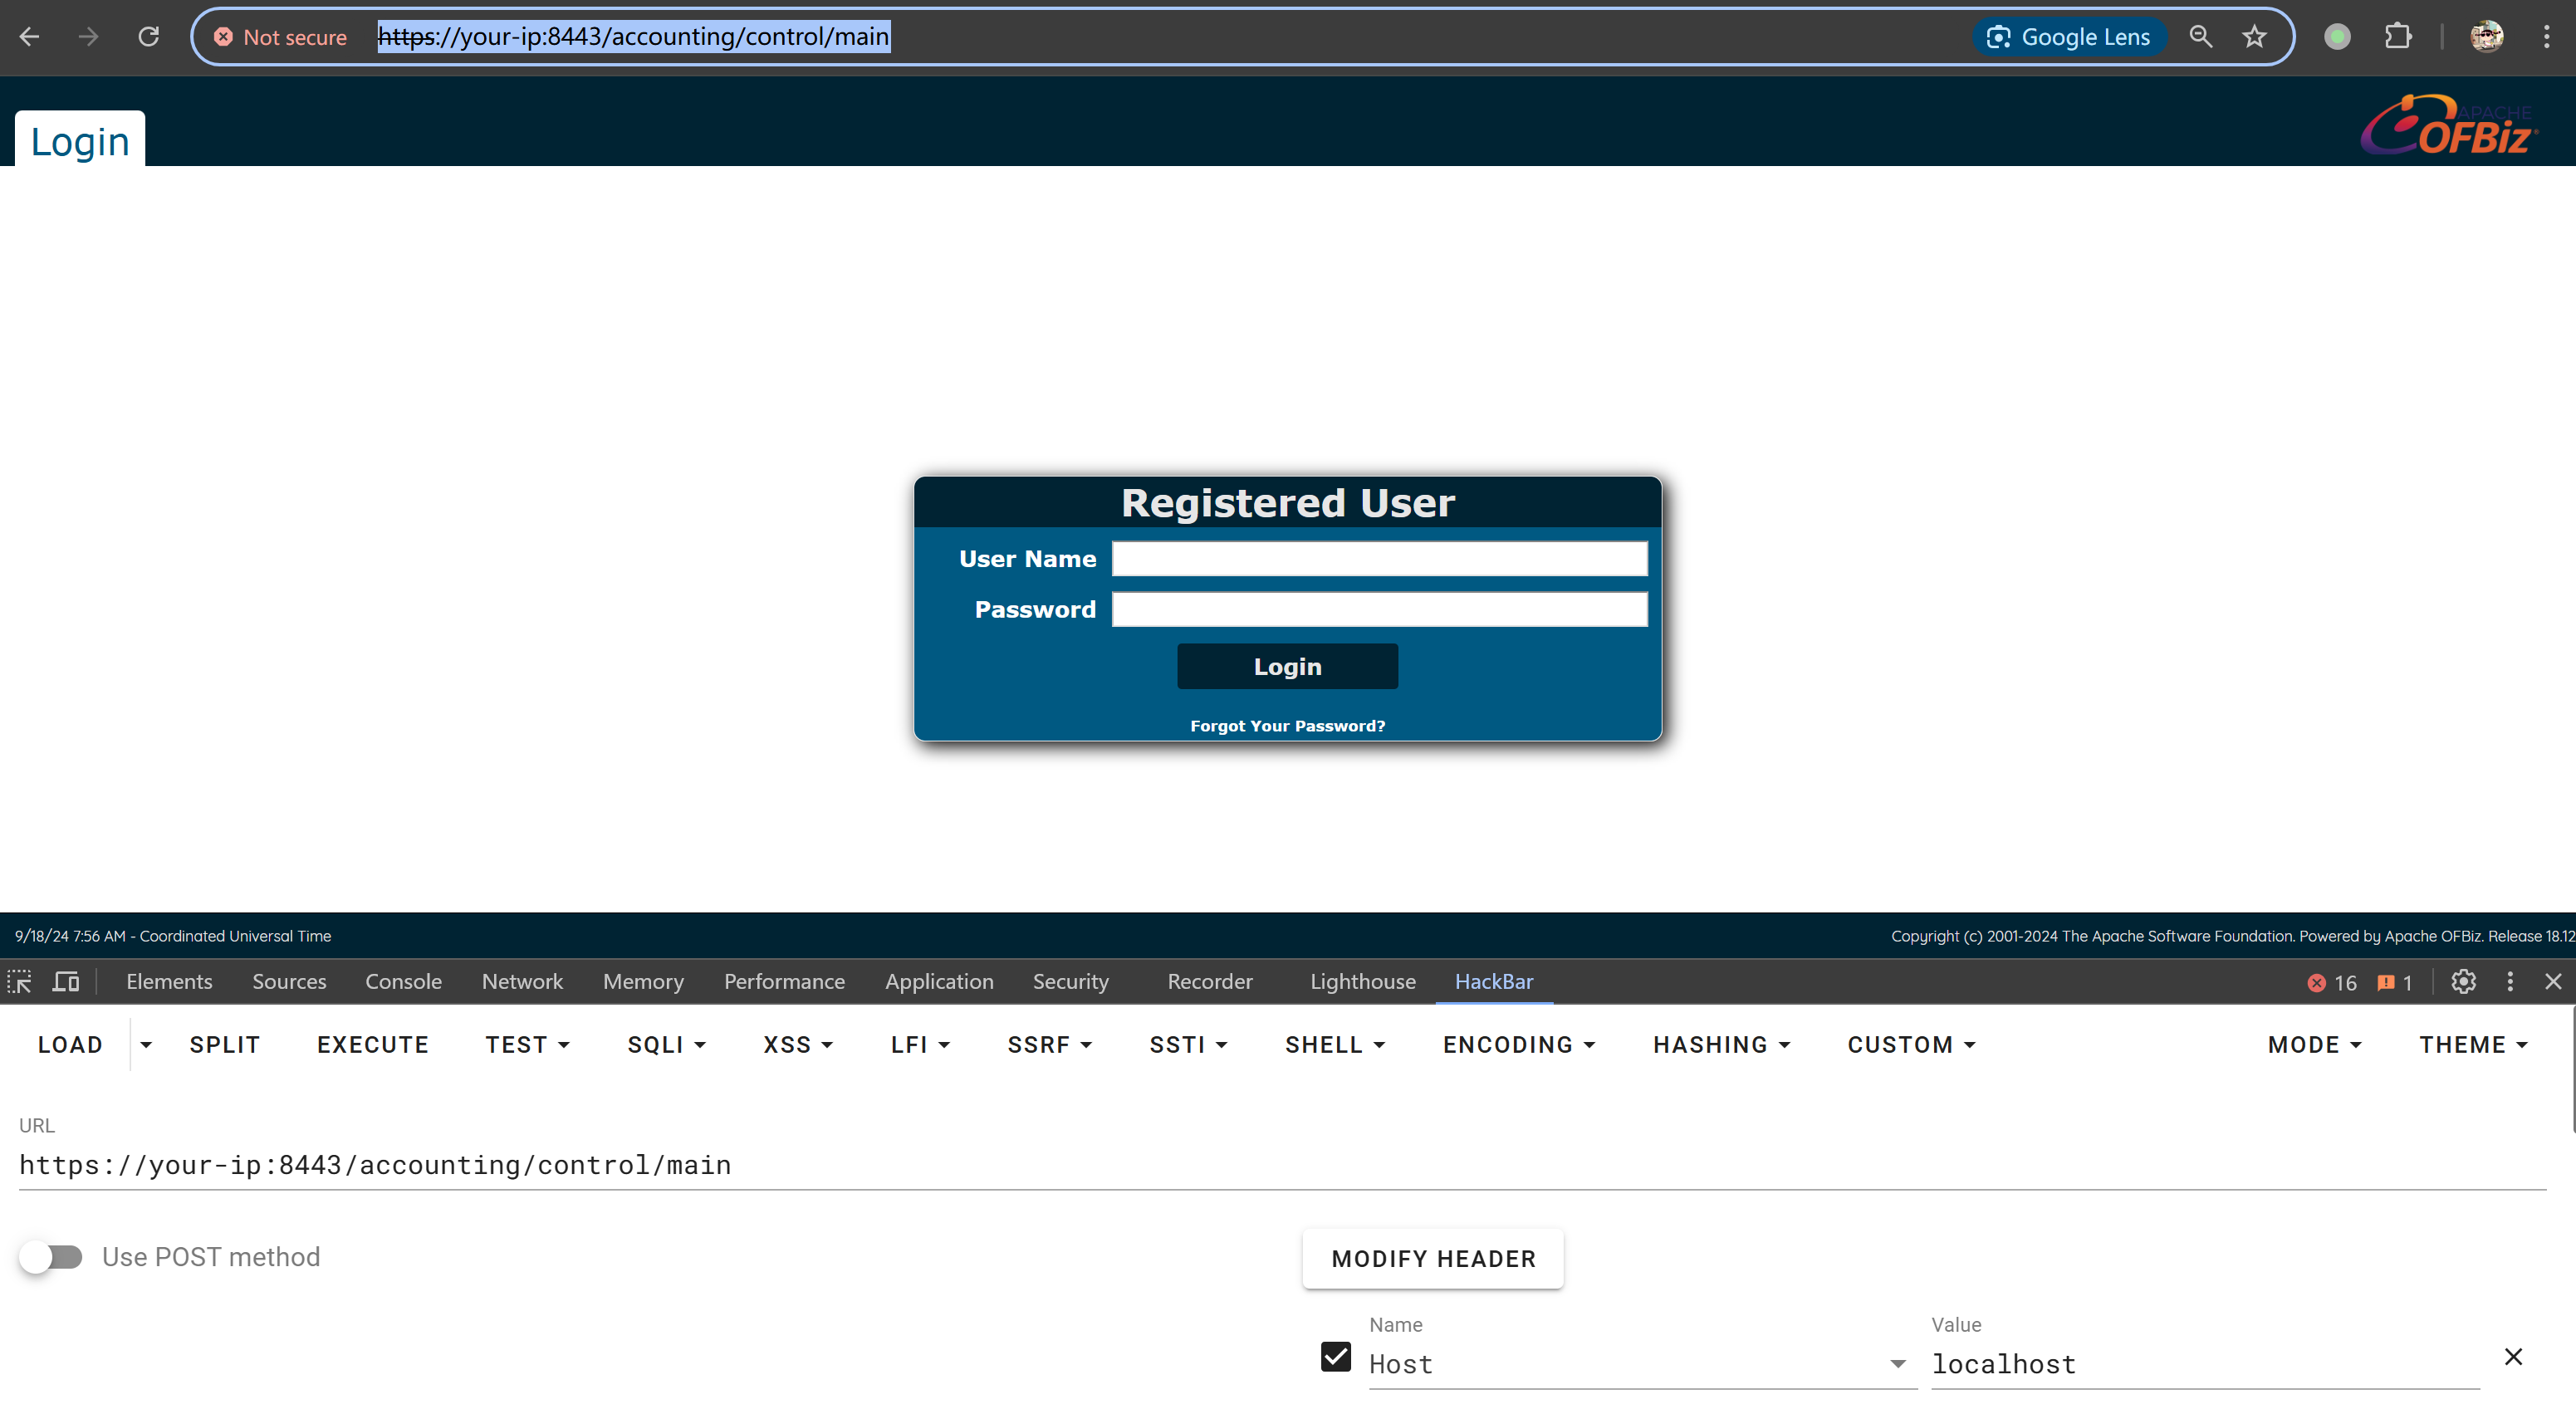 Not secure https://your-ip:8443/accounting/control/main Google Lens
Login
APACHE
OFBiz
Registered User
User Name
Password
Login
Forgot Your Password?
9/18/24 7:56 AM - Coordinated Universal Time
Copyright (c) 2001-2024 The Apache Software Foundation. Powered by Apache OFBiz. Release 18.12
Elements Sources Console Network Memory Performance Application Security Recorder Lighthouse HackBar 16 1
LOAD SPLIT EXECUTE TEST SQLI XSS LFI SSRF SSTI SHELL ENCODING HASHING CUSTOM MODE THEME
URL
https://your-ip:8443/accounting/control/main
Use POST method
MODIFY HEADER
Name Value
Host localhost